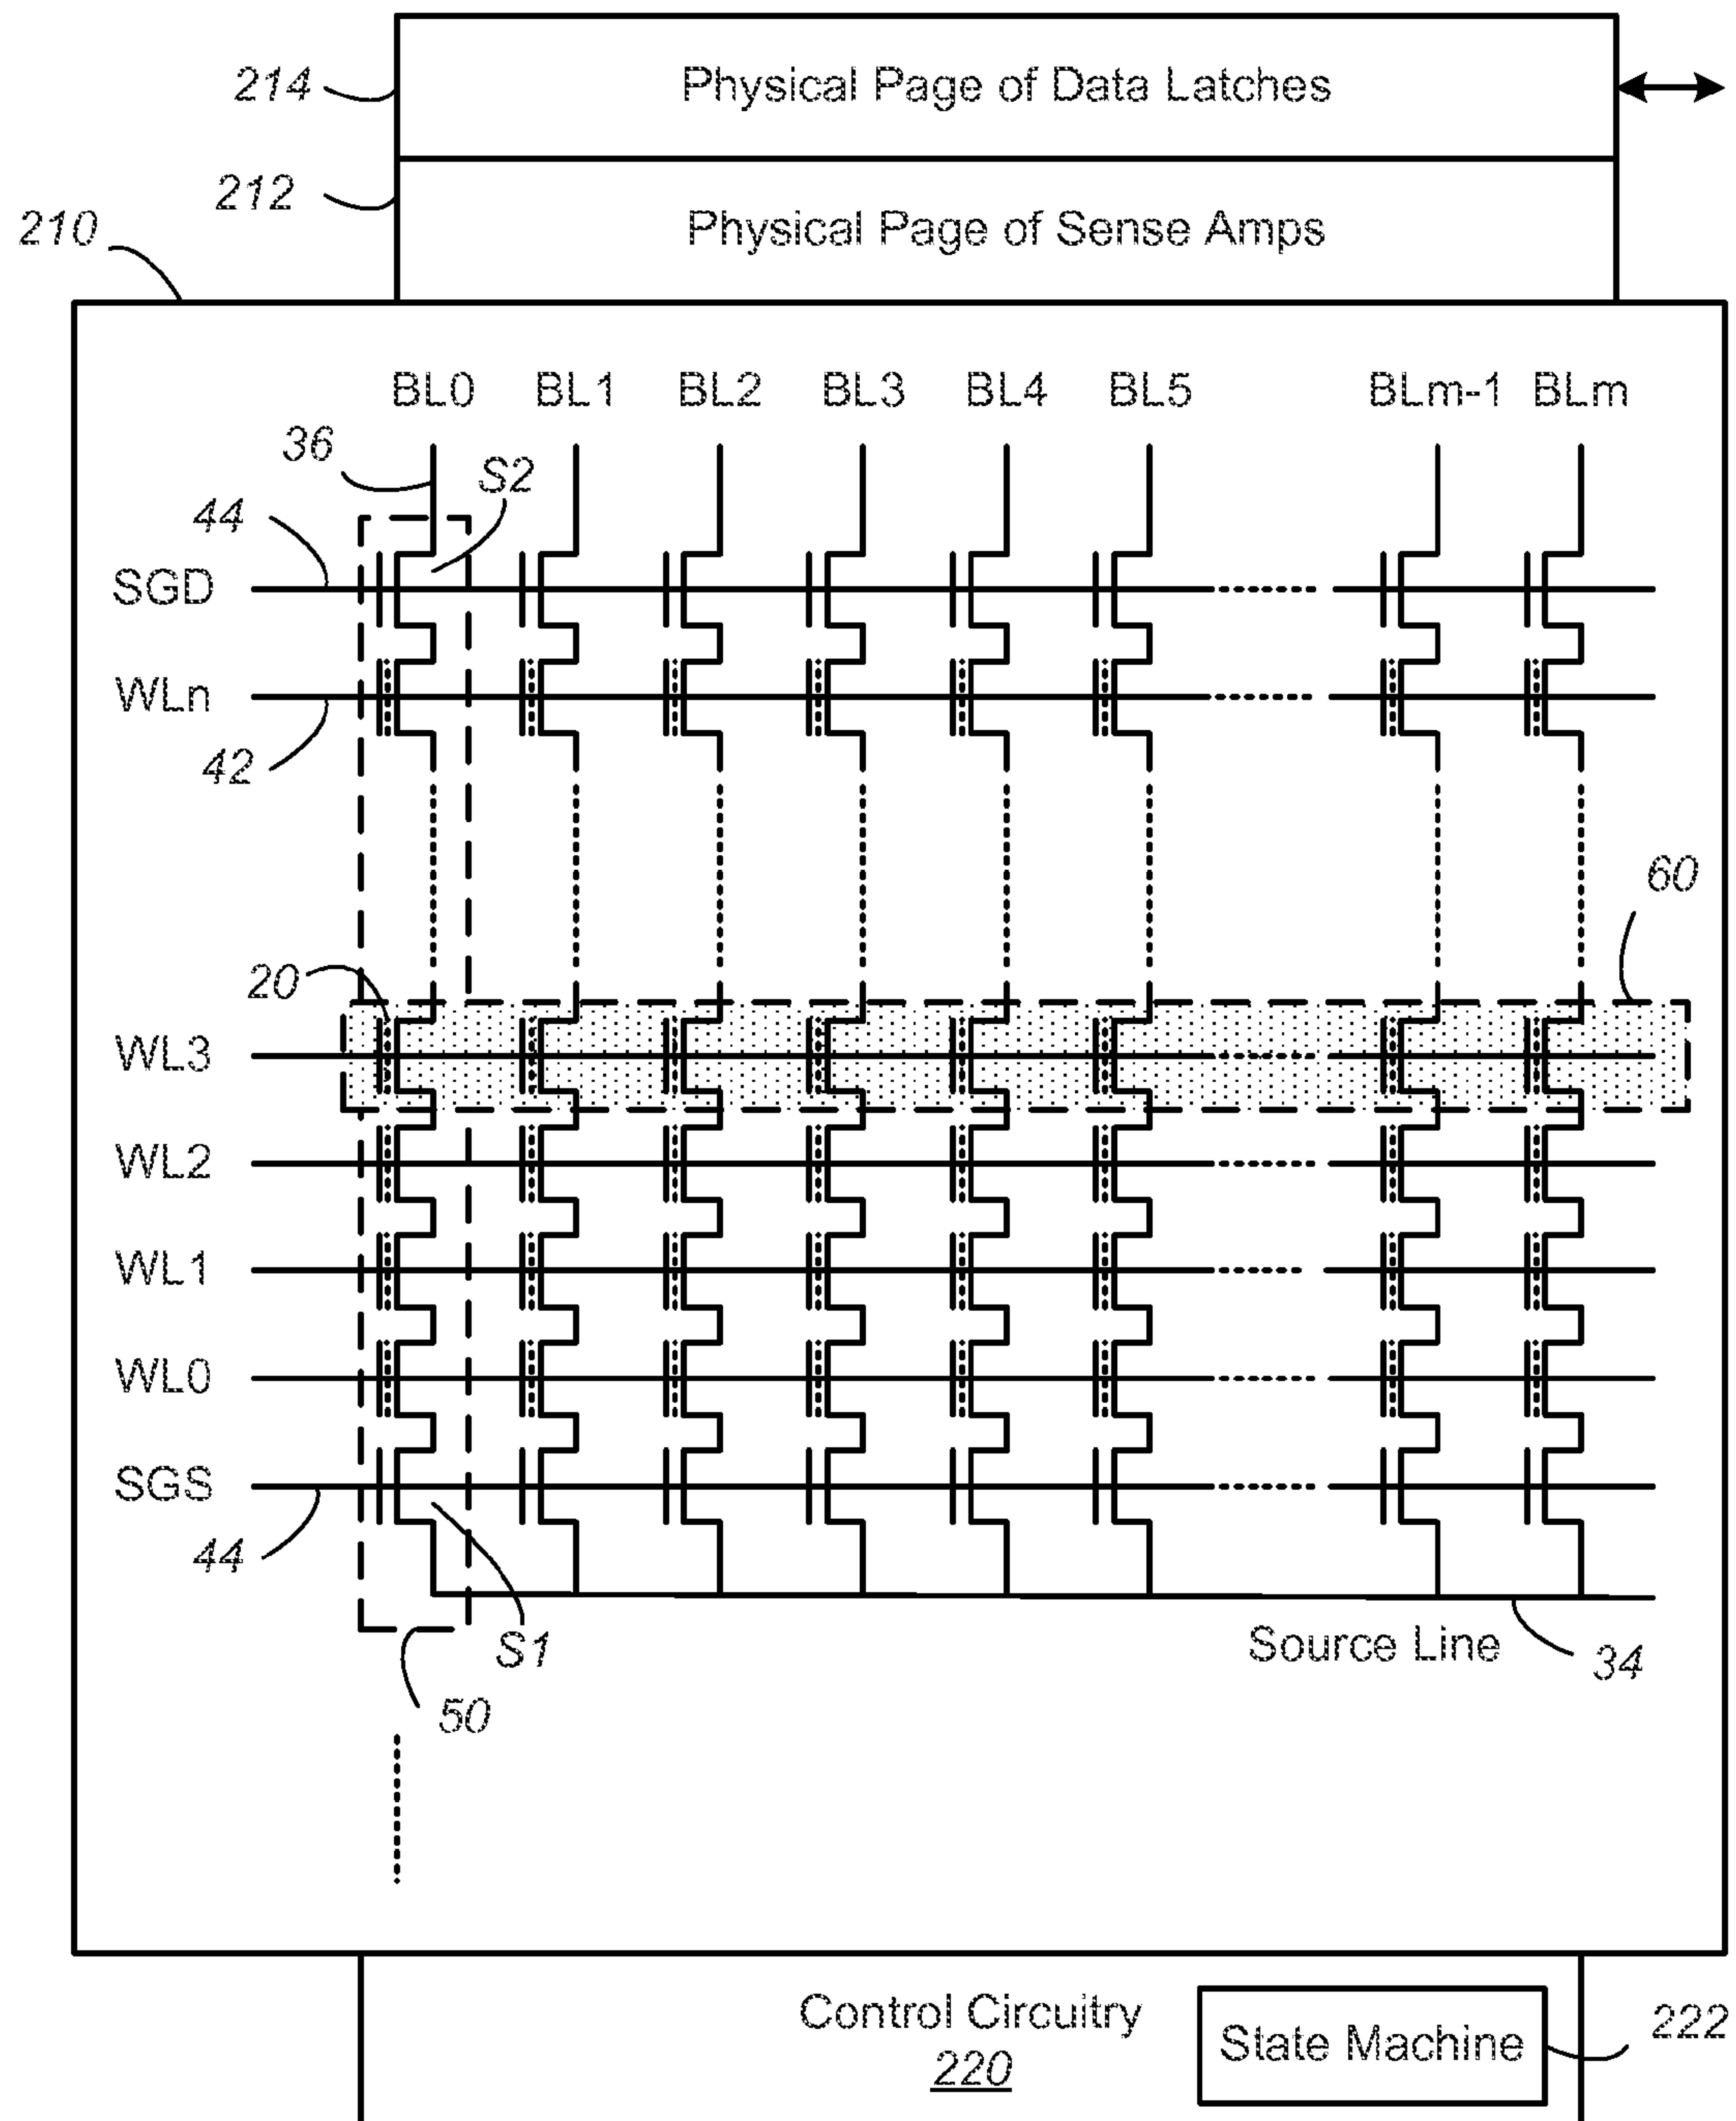 214
Physical Page of Data Latches
212
Physical Page of Sense Amps
210
BL0 BL1 BL2 BL3 BL4 BL5 BLm-1 BLm
36
S2
44
SGD
WLn
42
60
20
WL3
WL2
WL1
WL0
SGS
44
S1
Source Line
34
50
Control Circuitry
220
State Machine
222